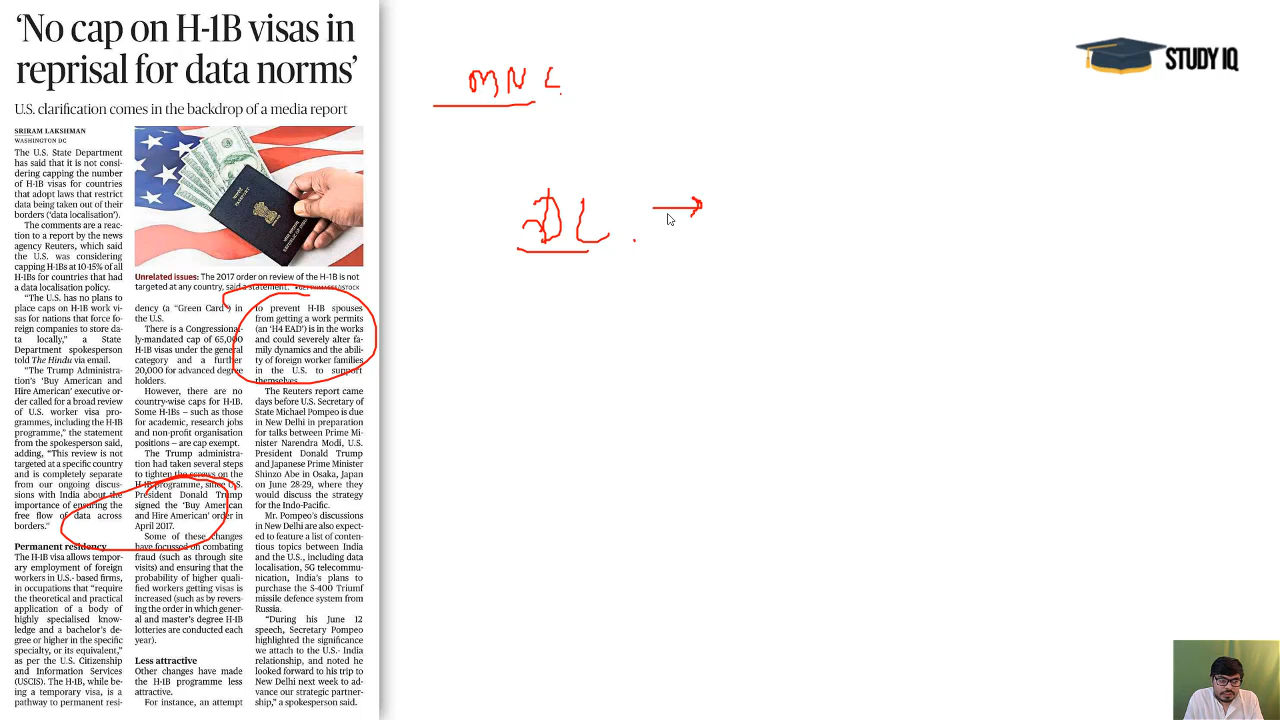 ‘No cap on H-1B visas in
reprisal for data norms’
U.S. clarification comes in the backdrop of a media report
SRIRAM LAKSHMAN
WASHINGTON DC
The U.S. State Department
has said that it is not consi-
dering capping the number
of H-1B visas for countries
that adopt laws that restrict
data being taken out of their
borders (‘data localisation’).
The comments are a reac-
tion to a report by the news
agency Reuters, which said
the U.S. was considering
capping H-1Bs at 10-15% of all
H-1Bs for countries that had
a data localisation policy.
“The U.S. has no plans to
place caps on H-1B work vi-
sas for nations that force fo-
reign companies to store da-
ta locally,” a State
Department spokesperson
told The Hindu via email.
“The Trump Administra-
tion’s ‘Buy American and
Hire American’ executive or-
der called for a broad review
of U.S. worker visa pro-
grammes, including the H-1B
programme,” the statement
from the spokesperson said,
adding, “This review is not
targeted at a specific country
and is completely separate
from our ongoing discus-
sions with India about the
importance of ensuring the
free flow of data across
borders.”
Permanent residency
The H-1B visa allows tempor-
ary employment of foreign
workers in U.S.- based firms,
in occupations that “require
the theoretical and practical
application of a body of
highly specialised know-
ledge and a bachelor’s de-
gree or higher in the specific
specialty, or its equivalent,”
as per the U.S. Citizenship
and Information Services
(USCIS). The H-1B, while be-
ing a temporary visa, is a
pathway to permanent resi-
Unrelated issues: The 2017 order on review of the H-1B is not
targeted at any country, said a statement. GETTY IMAGES/ISTOCK
dency (a “Green Card”) in
the U.S.
There is a Congressional-
ly-mandated cap of 65,000
H-1B visas under the general
category and a further
20,000 for advanced degree
holders.
However, there are no
country-wise caps for H-1B.
Some H-1Bs – such as those
for academic, research jobs
and non-profit organisation
positions – are cap exempt.
The Trump administra-
tion had taken several steps
to tighten the screws on the
H-1B programme, since U.S.
President Donald Trump
signed the ‘Buy American
and Hire American’ order in
April 2017.
Some of these changes
have focussed on combating
fraud (such as through site
visits) and ensuring that the
probability of higher quali-
fied workers getting visas is
increased (such as by rever-
sing the order in which gener-
al and master’s degree H-1B
lotteries are conducted each
year).
Less attractive
Other changes have made
the H-1B programme less
attractive.
For instance, an attempt
to prevent H-1B spouses
from getting a work permits
(an ‘H4 EAD’) is in the works
and could severely alter fa-
mily dynamics and the abili-
ty of foreign worker families
in the U.S. to support
themselves.
The Reuters report came
days before U.S. Secretary of
State Michael Pompeo is due
in New Delhi in preparation
for talks between Prime Mi-
nister Narendra Modi, U.S.
President Donald Trump
and Japanese Prime Minister
Shinzo Abe in Osaka, Japan
on June 28-29, where they
would discuss the strategy
for the Indo-Pacific.
Mr. Pompeo’s discussions
in New Delhi are also expect-
ed to feature a list of conten-
tious topics between India
and the U.S., including data
localisation, 5G telecommu-
nication, India’s plans to
purchase the S-400 Triumf
missile defence system from
Russia.
“During his June 12
speech, Secretary Pompeo
highlighted the significance
we attach to the U.S.- India
relationship, and noted he
looked forward to his trip to
New Delhi next week to ad-
vance our strategic partner-
ship,” a spokesperson said.
MNC
DL.
STUDY IQ